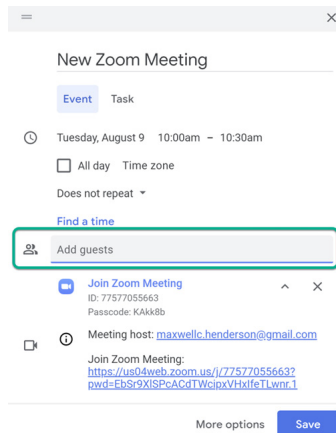 New Zoom Meeting
Event Task
Tuesday, August 9 10:00am – 10:30am
All day Time zone
Does not repeat
Find a time
Add guests
Join Zoom Meeting
ID: 77577055663
Passcode: KAkk8b
Meeting host: maxwellc.henderson@gmail.com
Join Zoom Meeting:
https://us04web.zoom.us/j/77577055663?
pwd=EbSr9XlSPcACdTWcipxVHxIfeTLwnr.1
More options Save